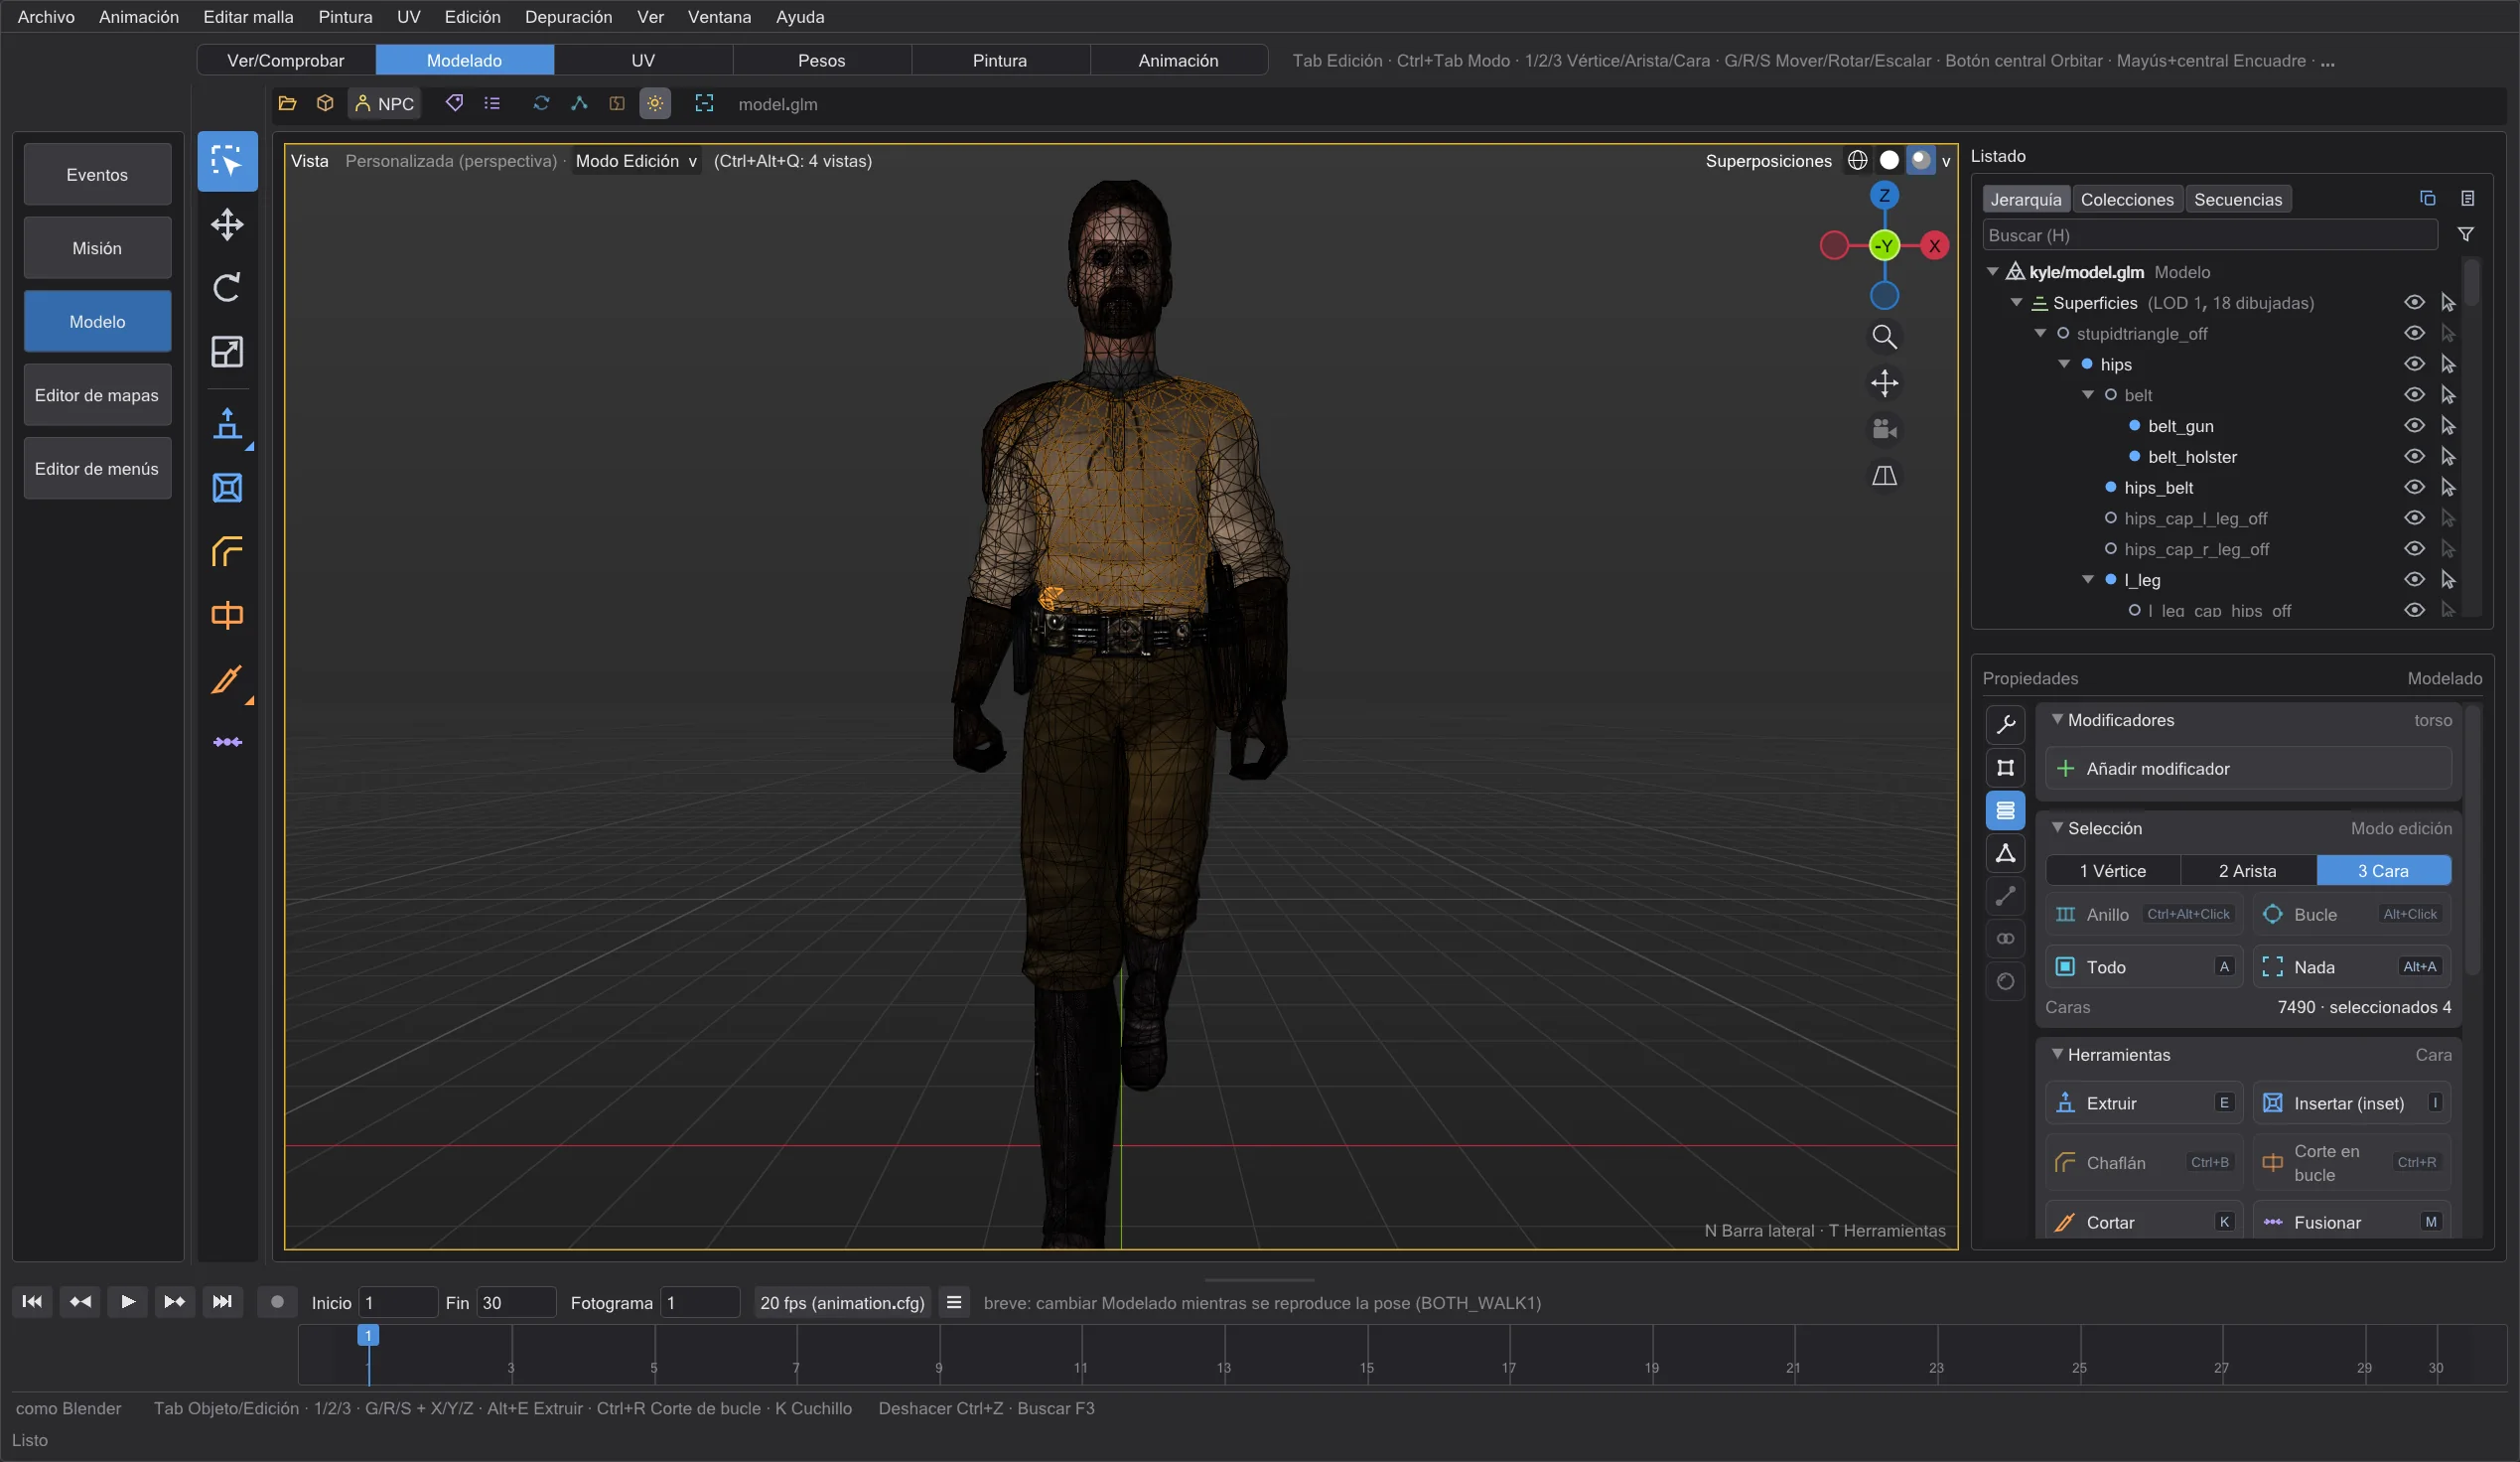 Archivo Animación Editar malla Pintura UV Edición Depuración Ver Ventana Ayuda
Ver/Comprobar Modelado UV Pesos Pintura Animación Tab Edición · Ctrl+Tab Modo · 1/2/3 Vértice/Arista/Cara · G/R/S Mover/Rotar/Escalar · Botón central Orbitar · Mayús+central Encuadre · ...
NPC model.glm
Eventos
Misión
Modelo
Editor de mapas
Editor de menús
Vista Personalizada (perspectiva) · Modo Edición v (Ctrl+Alt+Q: 4 vistas) Superposiciones v
Z
-Y X
N Barra lateral · T Herramientas
Listado
Jerarquía Colecciones Secuencias
Buscar (H)
kyle/model.glm Modelo
Superficies (LOD 1, 18 dibujadas)
stupidtriangle_off
hips
belt
belt_gun
belt_holster
hips_belt
hips_cap_l_leg_off
hips_cap_r_leg_off
l_leg
l_leg_cap_hips_off
Propiedades Modelado
Modificadores torso
Añadir modificador
Selección Modo edición
1 Vértice 2 Arista 3 Cara
Anillo Ctrl+Alt+Click Bucle Alt+Click
Todo A Nada Alt+A
Caras 7490 · seleccionados 4
Herramientas Cara
Extruir E Insertar (inset) I
Chaflán Ctrl+B Corte en bucle Ctrl+R
Cortar K Fusionar M
Inicio 1 Fin 30 Fotograma 1 20 fps (animation.cfg) breve: cambiar Modelado mientras se reproduce la pose (BOTH_WALK1)
1
1 3 5 7 9 11 13 15 17 19 21 23 25 27 29 30
como Blender Tab Objeto/Edición · 1/2/3 · G/R/S + X/Y/Z · Alt+E Extruir · Ctrl+R Corte de bucle · K Cuchillo Deshacer Ctrl+Z · Buscar F3
Listo